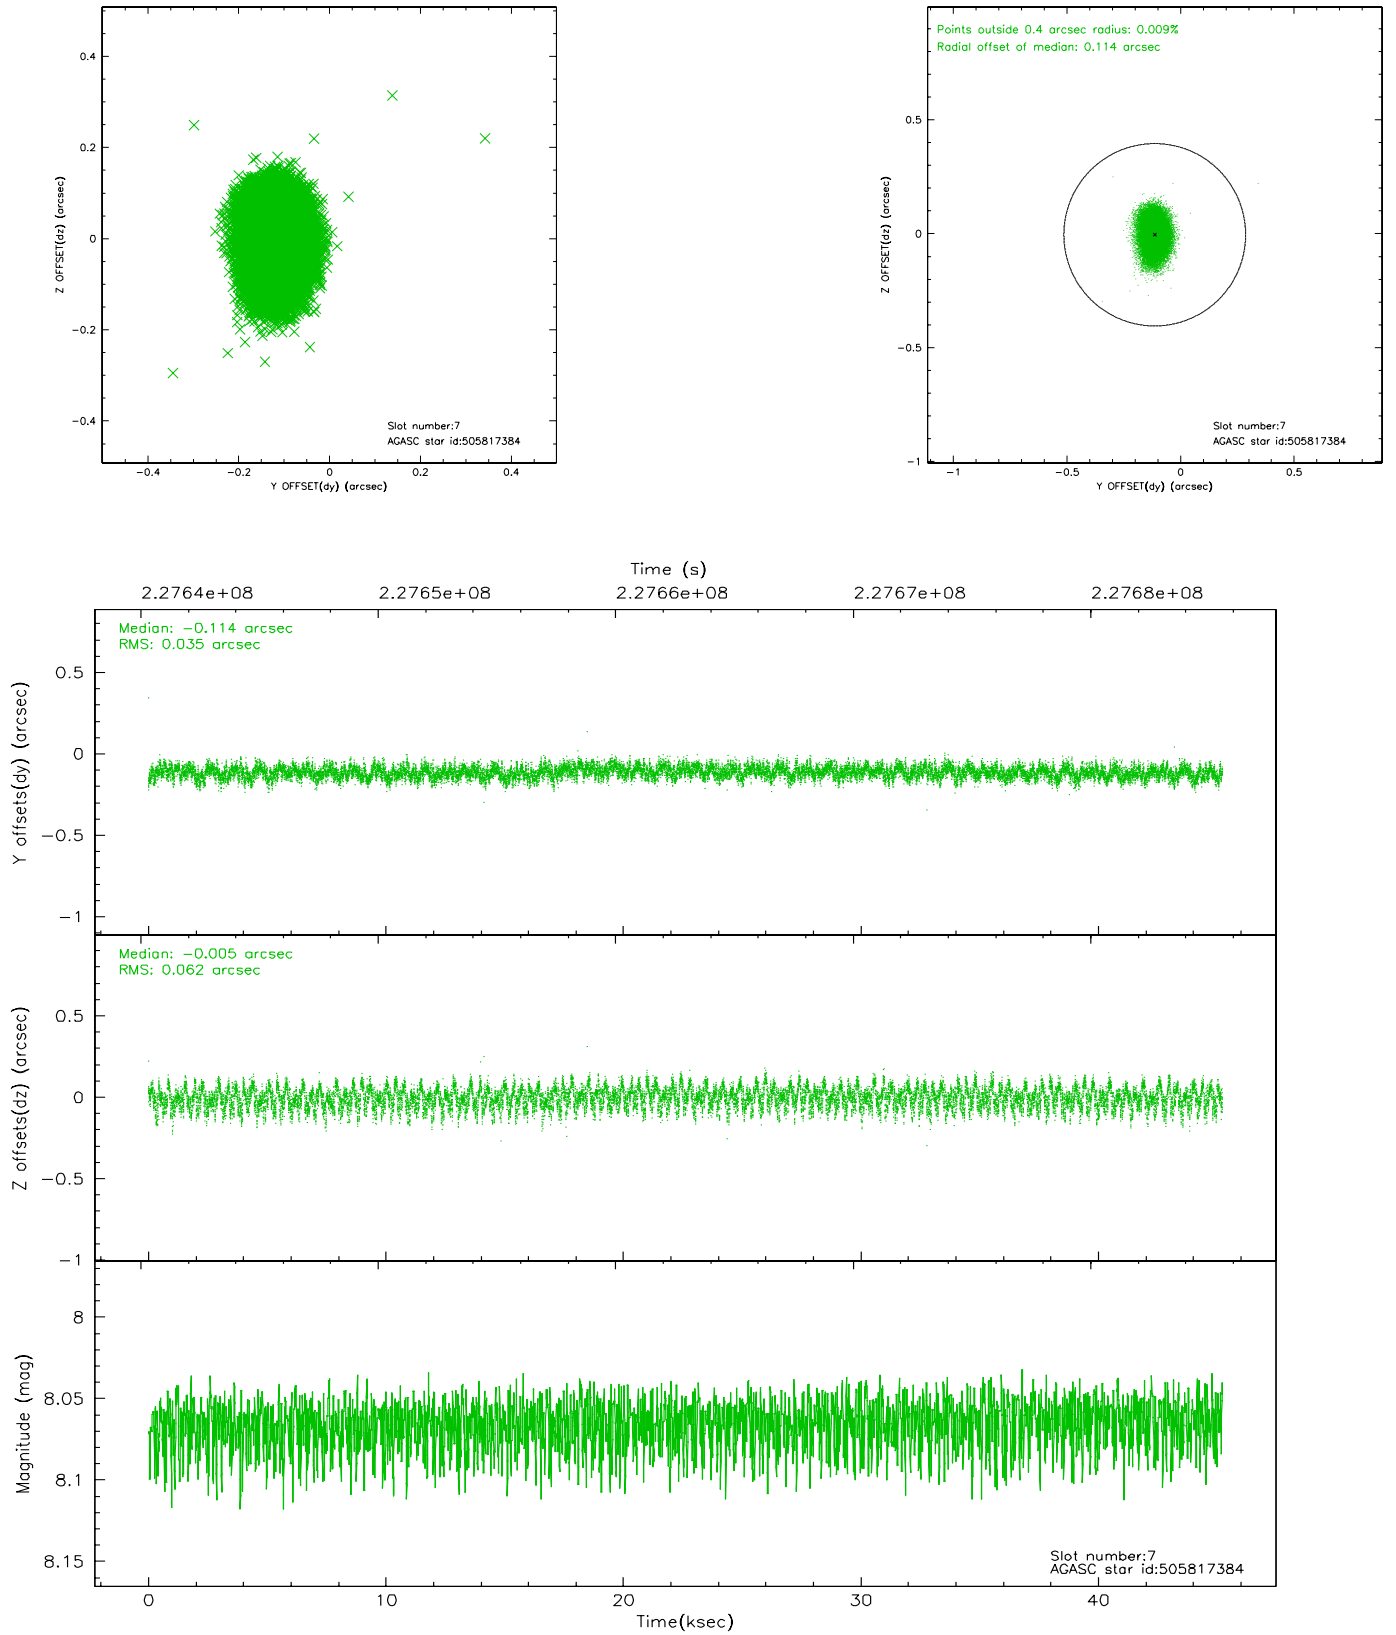 0.4
0.2
0
−0.2
−0.4
Z OFFSET(dz) (arcsec)
−0.4 −0.2 0 0.2 0.4
Y OFFSET(dy) (arcsec)
Slot number:7
AGASC star id:505817384
Points outside 0.4 arcsec radius: 0.009%
Radial offset of median: 0.114 arcsec
0.5
0
−0.5
−1
Z OFFSET(dz) (arcsec)
−1 −0.5 0 0.5
Y OFFSET(dy) (arcsec)
Slot number:7
AGASC star id:505817384
Time (s)
2.2764e+08 2.2765e+08 2.2766e+08 2.2767e+08 2.2768e+08
Median: −0.114 arcsec
RMS: 0.035 arcsec
0.5
0
−0.5
−1
Y offsets(dy) (arcsec)
Median: −0.005 arcsec
RMS: 0.062 arcsec
0.5
0
−0.5
−1
Z offsets(dz) (arcsec)
8
8.05
8.1
8.15
Magnitude (mag)
Slot number:7
AGASC star id:505817384
0 10 20 30 40
Time(ksec)